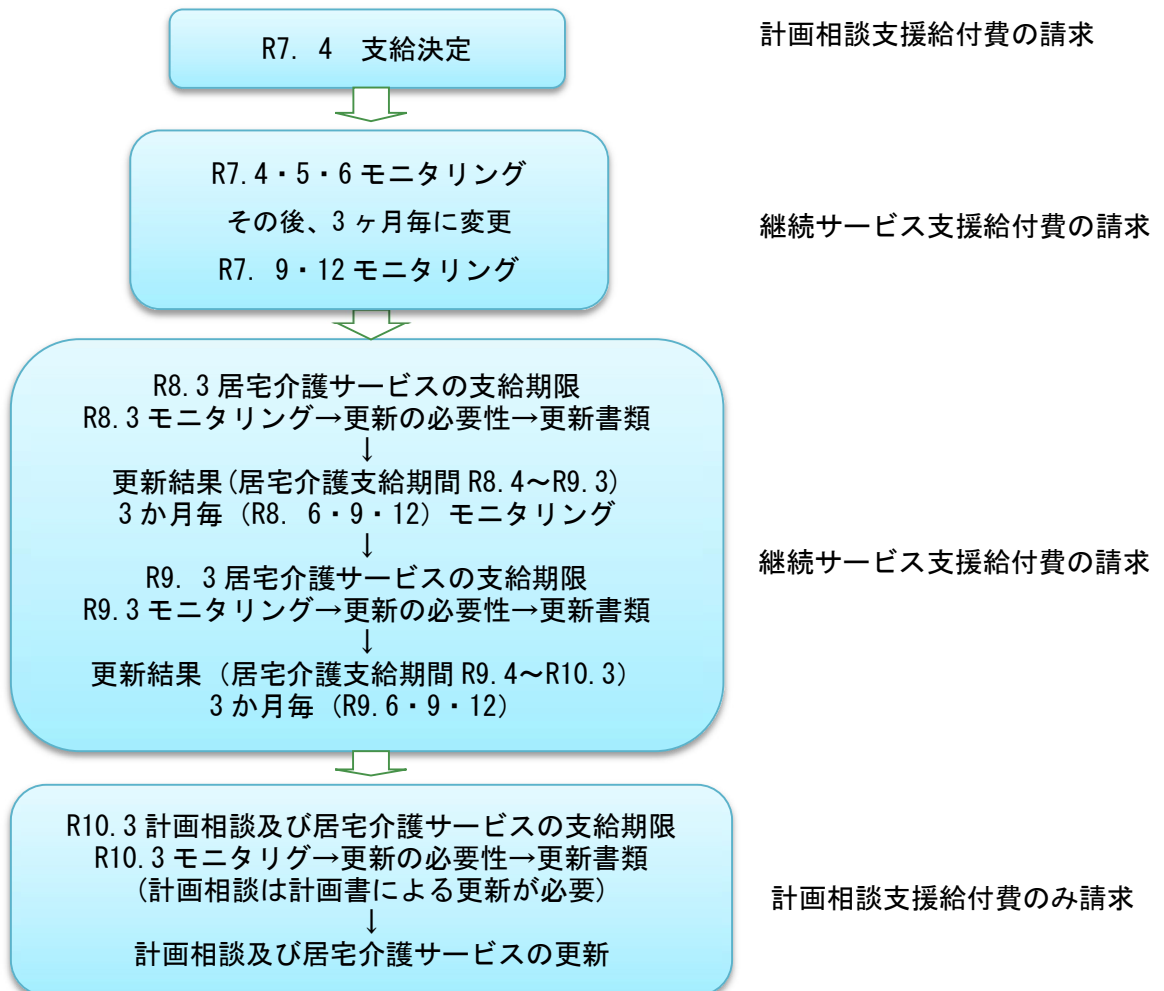 R7. 4 支給決定
計画相談支援給付費の請求
R7.4・5・6 モニタリング
その後、3 ヶ月毎に変更
R7. 9・12 モニタリング
継続サービス支援給付費の請求
R8.3 居宅介護サービスの支給期限
R8.3 モニタリング→更新の必要性→更新書類
↓
更新結果(居宅介護支給期間 R8.4～R9.3)
3 か月毎（R8. 6・9・12）モニタリング
↓
R9. 3 居宅介護サービスの支給期限
R9.3 モニタリング→更新の必要性→更新書類
↓
更新結果（居宅介護支給期間 R9.4～R10.3）
3 か月毎（R9.6・9・12）
継続サービス支援給付費の請求
R10.3 計画相談及び居宅介護サービスの支給期限
R10.3 モニタリグ→更新の必要性→更新書類
(計画相談は計画書による更新が必要)
↓
計画相談及び居宅介護サービスの更新
計画相談支援給付費のみ請求